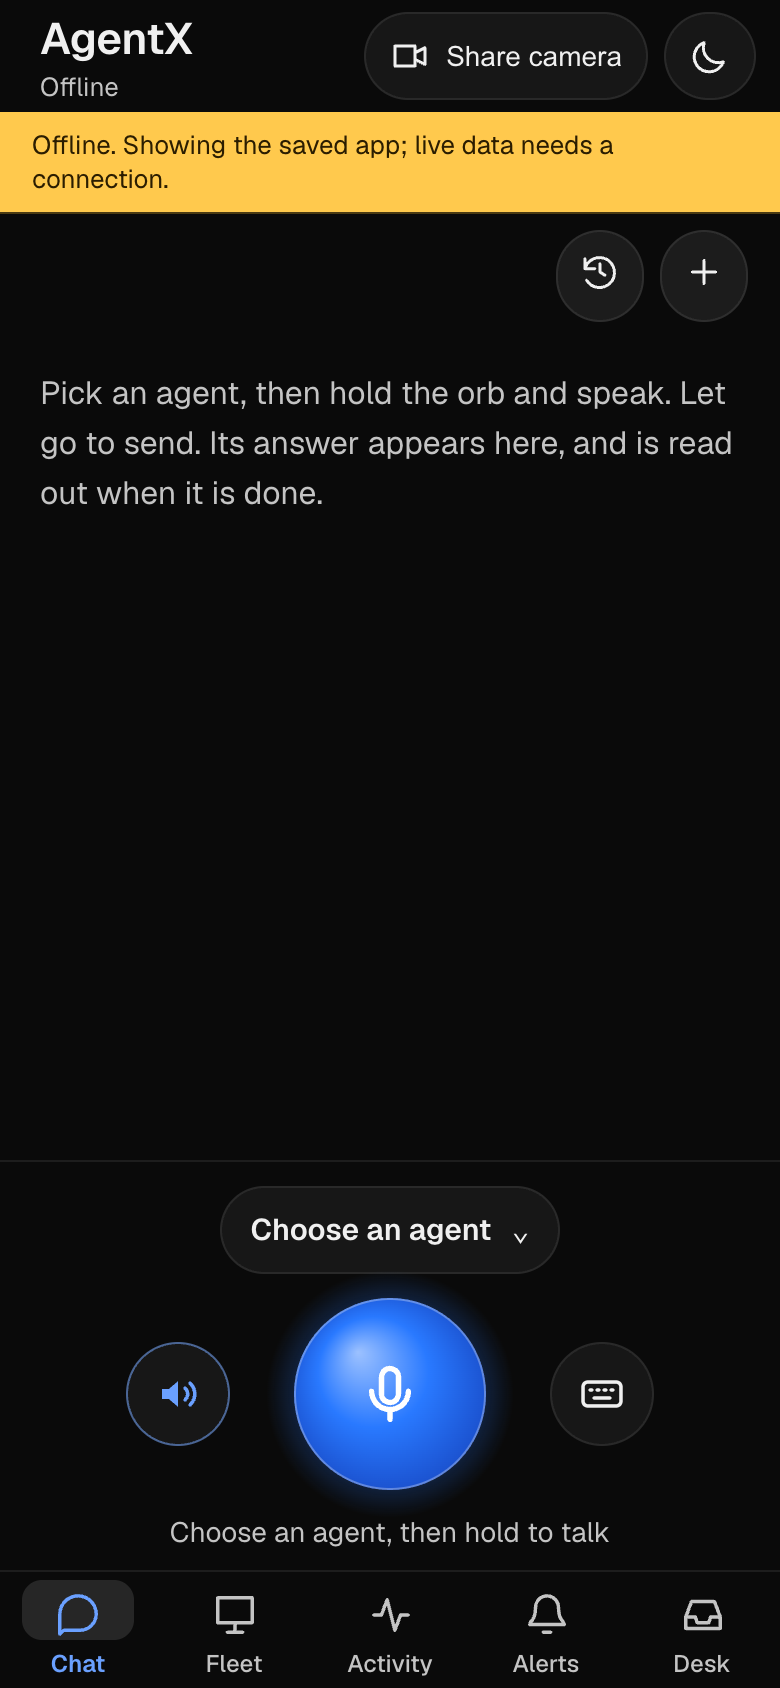 AgentX
Offline
Share camera
Offline. Showing the saved app; live data needs a
connection.
Pick an agent, then hold the orb and speak. Let
go to send. Its answer appears here, and is read
out when it is done.
Choose an agent
Choose an agent, then hold to talk
Chat
Fleet
Activity
Alerts
Desk